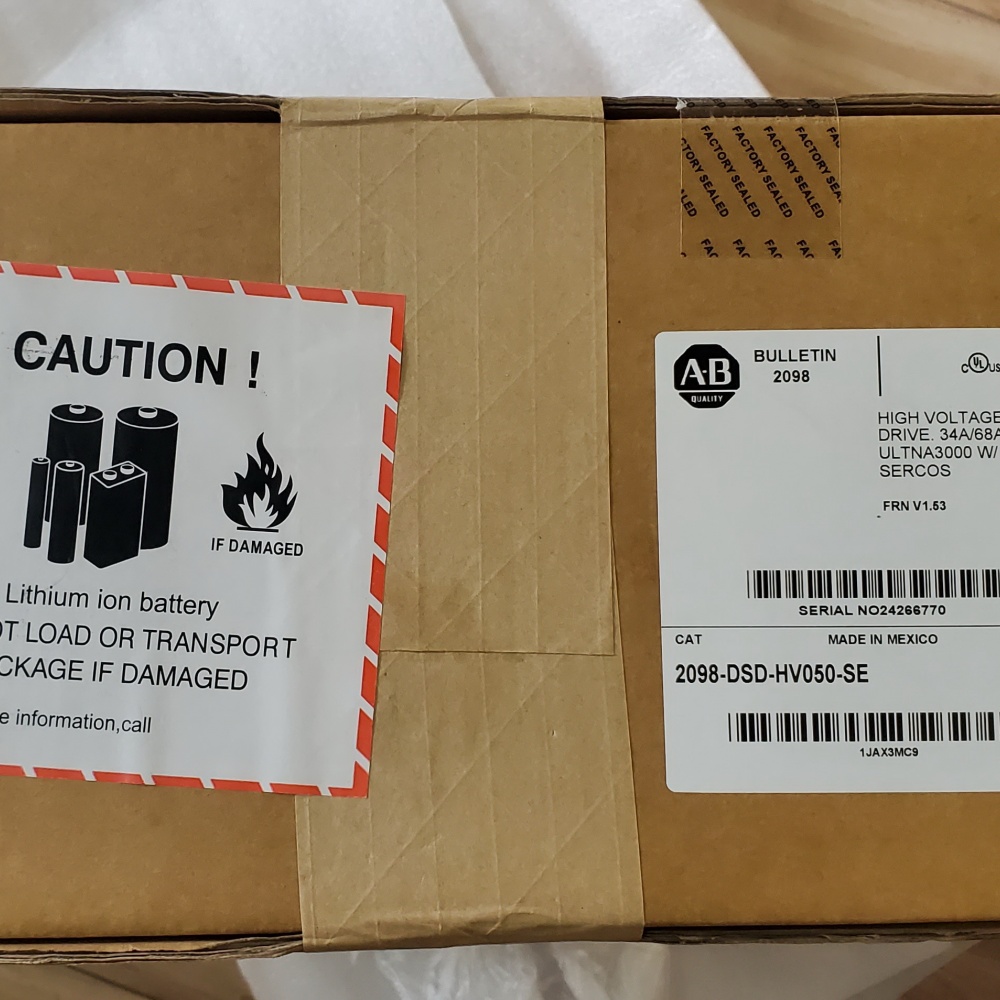 FACTORY SEALED FACTORY SEALED FACTORY SEALED FACTORY SEALED
CAUTION !
IF DAMAGED
Lithium ion battery
OT LOAD OR TRANSPORT
CKAGE IF DAMAGED
e information,call
A-B
QUALITY
BULLETIN
2098
C UL US
HIGH VOLTAGE
DRIVE. 34A/68A
ULTNA3000 W/
SERCOS
FRN V1.53
SERIAL NO24266770
CAT
MADE IN MEXICO
2098-DSD-HV050-SE
1JAX3MC9